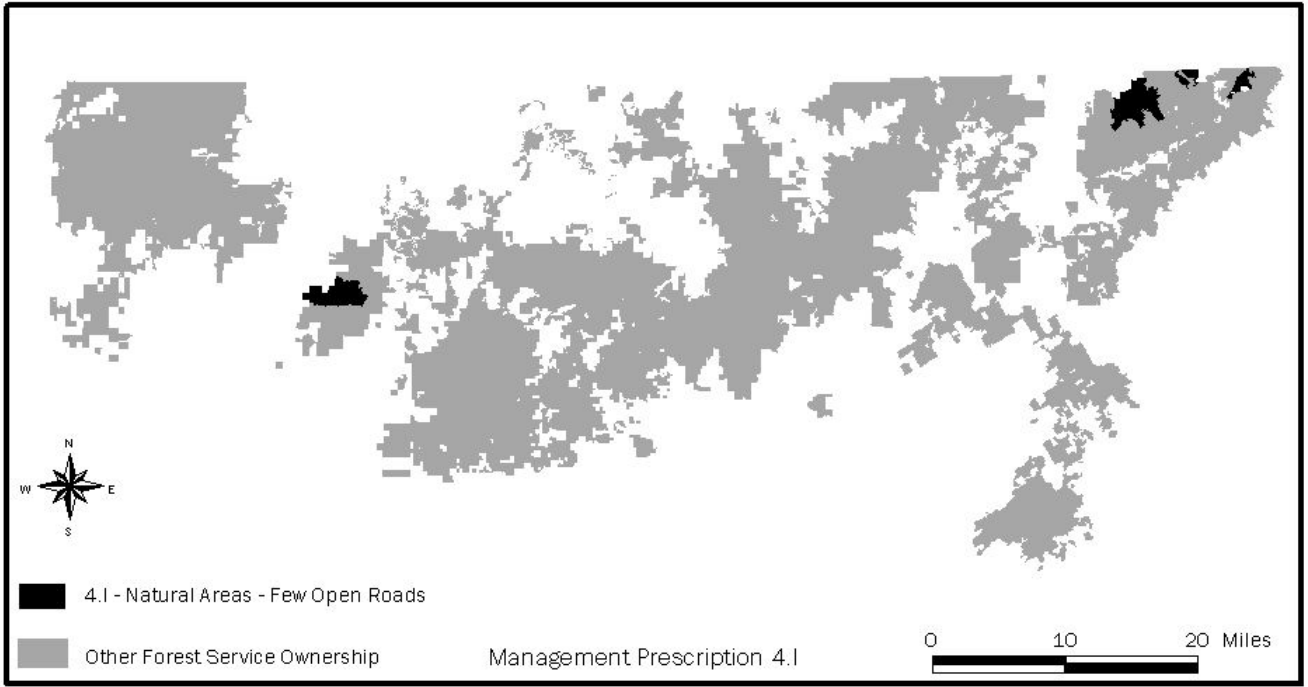 N
W E
S
4.I - Natural Areas - Few Open Roads
Other Forest Service Ownership
Management Prescription 4.I
0 10 20 Miles